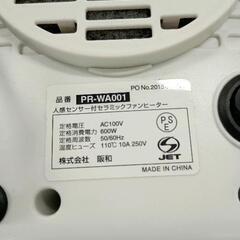 PO No.2015
品番 PR-WA001
人感センサー付セラミックファンヒーター
定格電圧 AC100V
定格消費電力 600W
定格周波数 50/60Hz
温度ヒューズ 110℃ 10A 250V
株式会社 阪和
PSE
JET
MADE IN CHINA